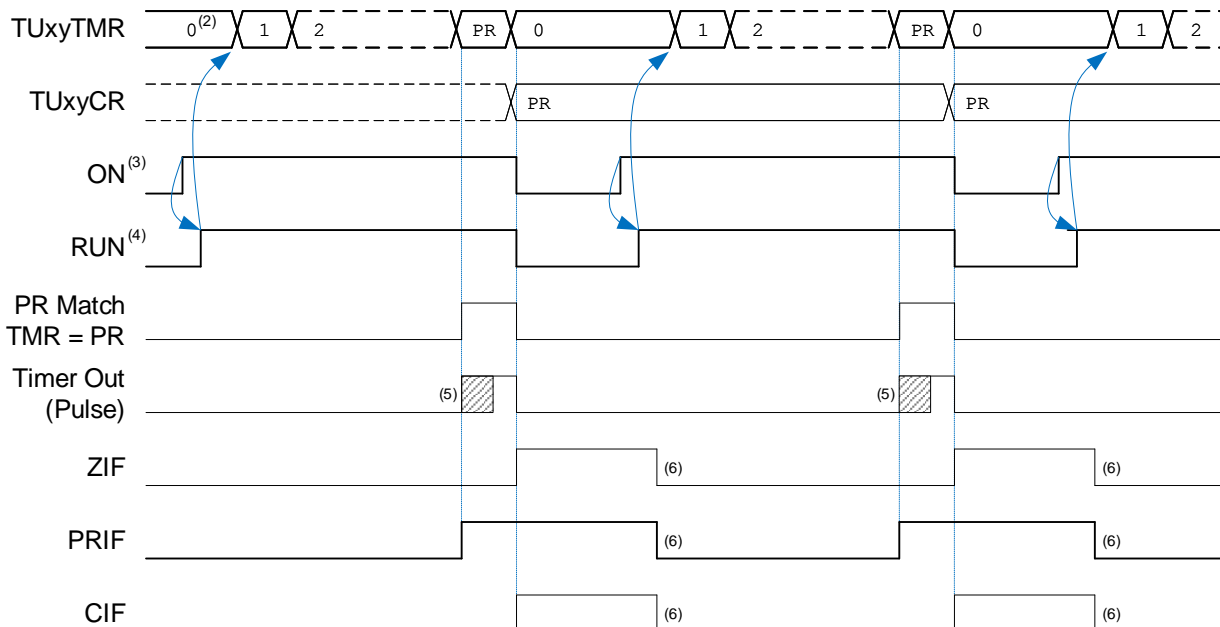 TUxyTMR 0(2) 1 2 PR 0 1 2 PR 0 1 2
TUxyCR PR PR
ON(3)
RUN(4)
PR Match
TMR = PR
Timer Out
(Pulse) (5) (5)
ZIF (6) (6)
PRIF (6) (6)
CIF (6) (6)